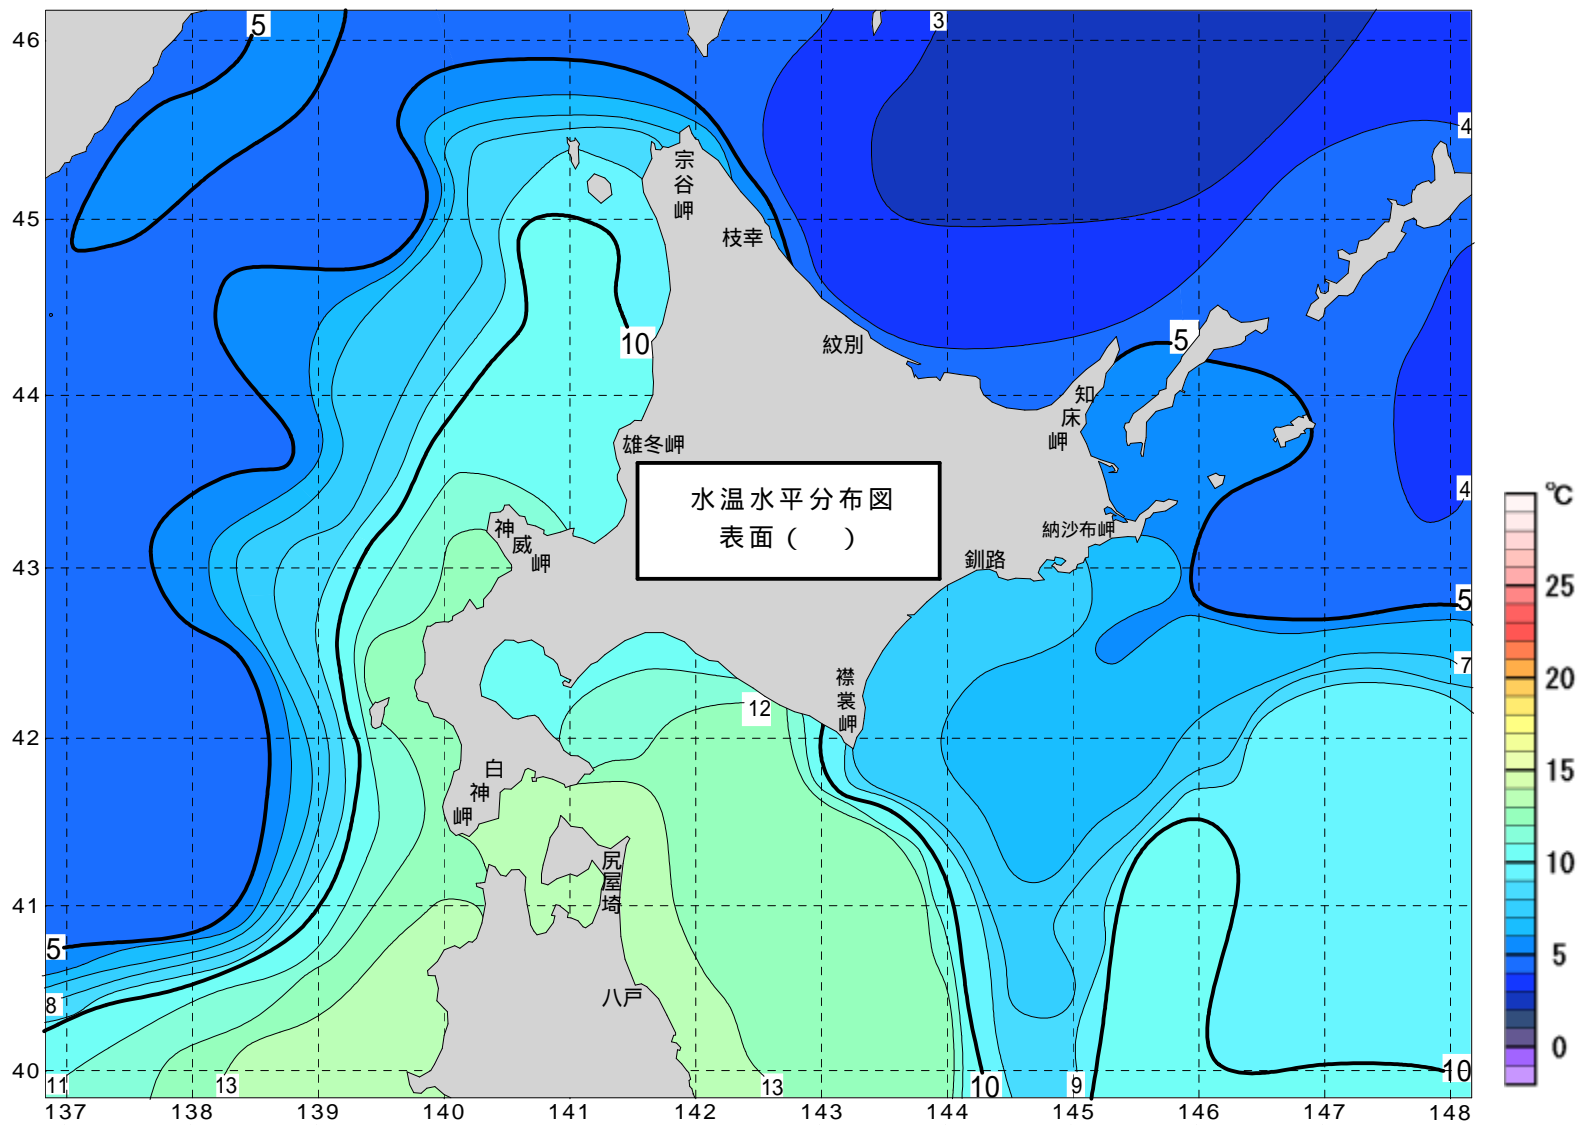 5
3
46
4
宗谷岬
45
枝幸
5
10
紋別
44
知床岬
雄冬岬
4
水温水平分布図
表面（　）
℃
神威岬
納沙布岬
43
釧路
25
5
7
襟裳岬
20
12
42
白神岬
15
尻屋埼
10
41
5
5
八戸
8
0
40
11
13
13
10
9
10
137 138 139 140 141 142 143 144 145 146 147 148